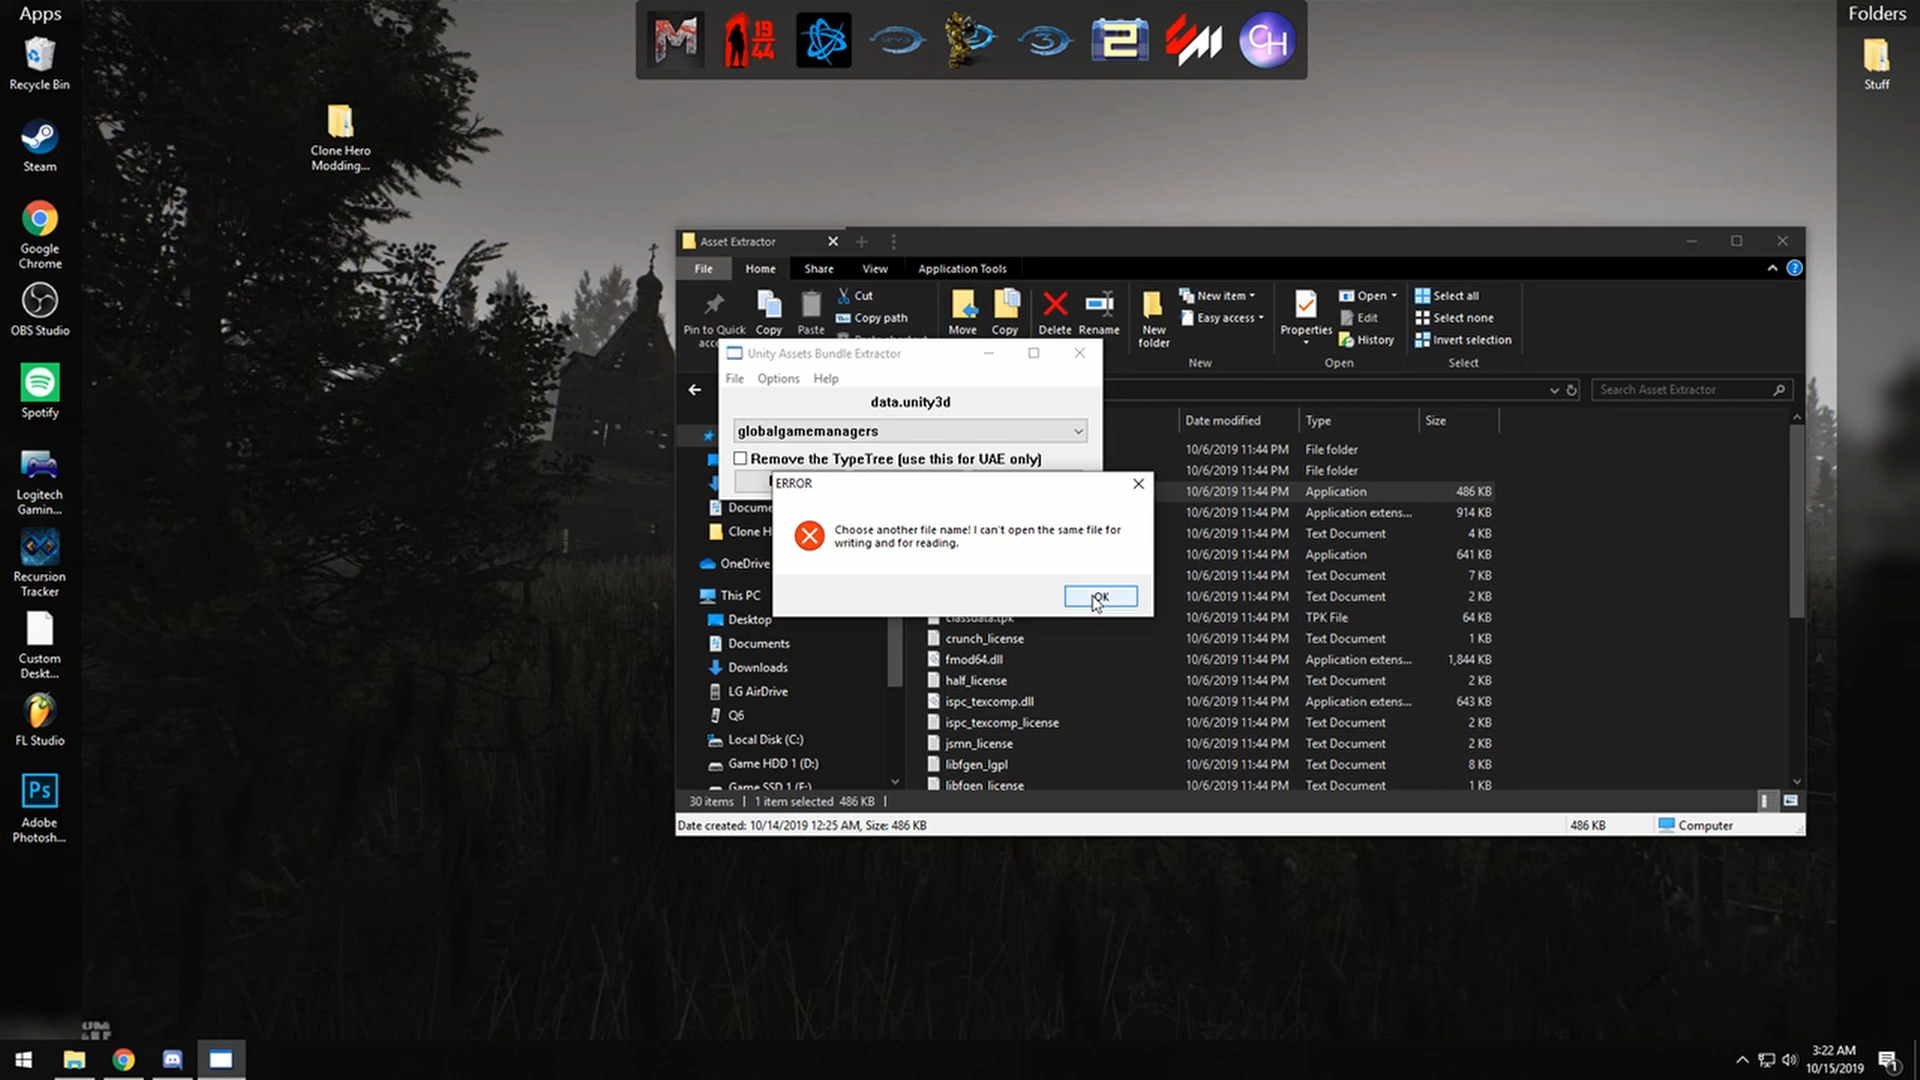 Apps
Folders
Recycle Bin
Steam
Google
Chrome
OBS Studio
Spotify
Logitech
Gaming...
Recursion
Tracker
Custom
Deskt...
FL Studio
Ps
Adobe
Photosh...
Clone Hero
Modding...
M
19
44
3
2
CH
Stuff
Asset Extractor
File
Home
Share
View
Application Tools
Pin to Quick
Copy
Paste
Cut
Copy path
Move
Copy
Delete
Rename
New
folder
New item
Easy access
New
Properties
Open
Edit
History
Open
Select all
Select none
Invert selection
Select
Search Asset Extractor
Unity Assets Bundle Extractor
File Options Help
data.unity3d
globalgamemanagers
Remove the TypeTree (use this for UAE only)
ERROR
Choose another file name! I can't open the same file for
writing and for reading.
OK
Docume
Clone H
OneDrive
This PC
Desktop
Documents
Downloads
LG AirDrive
Q6
Local Disk (C:)
Game HDD 1 (D:)
Game SSD 1 (E:)
Date modified Type Size
10/6/2019 11:44 PM File folder
10/6/2019 11:44 PM File folder
10/6/2019 11:44 PM Application 486 KB
10/6/2019 11:44 PM Application extens... 914 KB
10/6/2019 11:44 PM Text Document 4 KB
10/6/2019 11:44 PM Application 641 KB
10/6/2019 11:44 PM Text Document 7 KB
10/6/2019 11:44 PM Text Document 2 KB
classdata.tpk 10/6/2019 11:44 PM TPK File 64 KB
crunch_license 10/6/2019 11:44 PM Text Document 1 KB
fmod64.dll 10/6/2019 11:44 PM Application extens... 1,844 KB
half_license 10/6/2019 11:44 PM Text Document 2 KB
ispc_texcomp.dll 10/6/2019 11:44 PM Application extens... 643 KB
ispc_texcomp_license 10/6/2019 11:44 PM Text Document 2 KB
jsmn_license 10/6/2019 11:44 PM Text Document 2 KB
libfgen_lgpl 10/6/2019 11:44 PM Text Document 8 KB
libfgen_license 10/6/2019 11:44 PM Text Document 1 KB
30 items 1 item selected 486 KB
Date created: 10/14/2019 12:25 AM, Size: 486 KB
486 KB
Computer
3:22 AM
10/15/2019
1